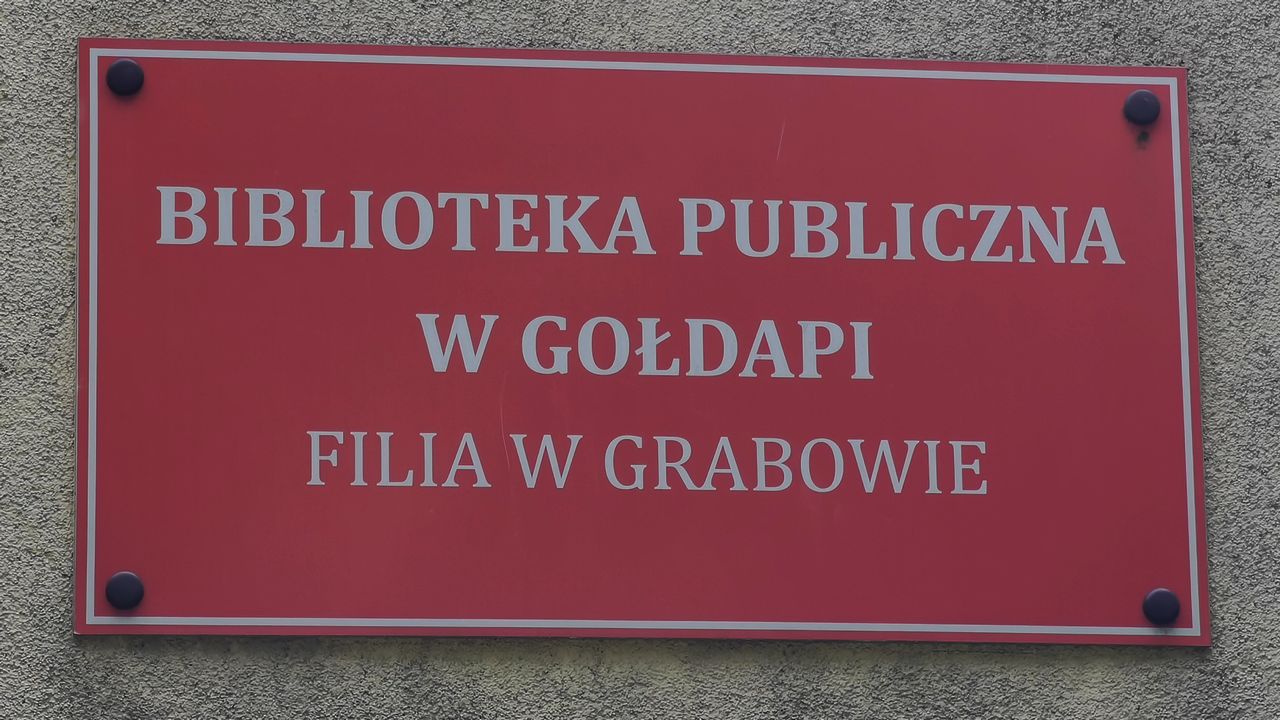 BIBLIOTEKA PUBLICZNA
W GOŁDAPI
FILIA W GRABOWIE